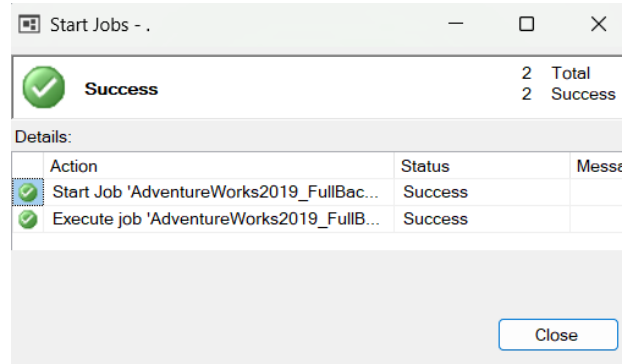 Start Jobs - .
Success
2 Total
2 Success
Details:
Action Status Messa
Start Job 'AdventureWorks2019_FullBac... Success
Execute job 'AdventureWorks2019_FullB... Success
Close